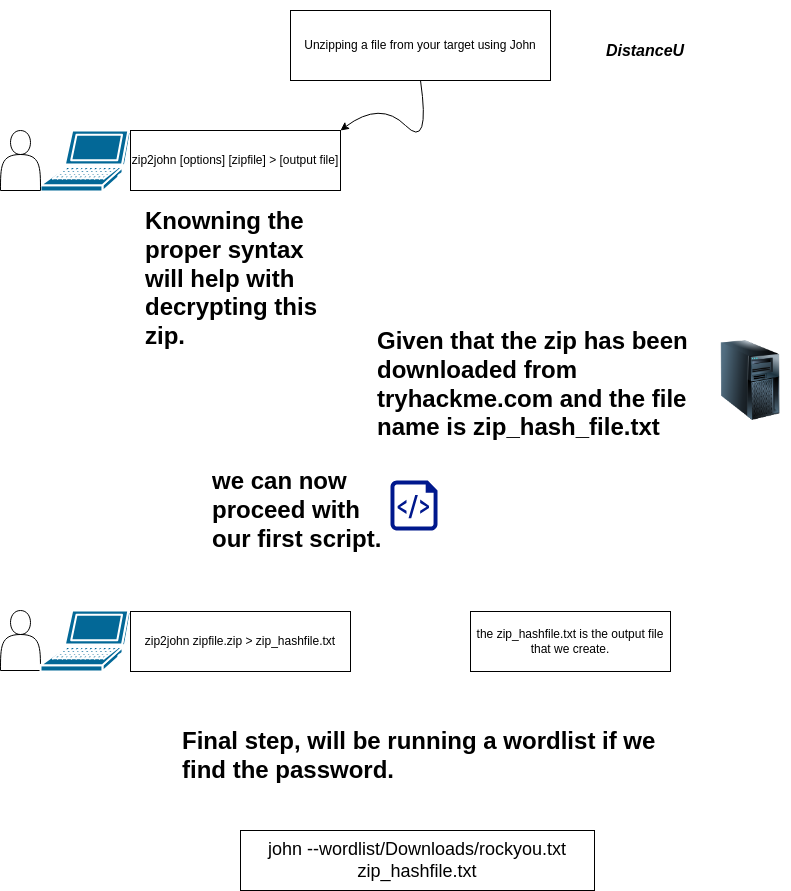 Unzipping a file from your target using John
DistanceU
zip2john [options] [zipfile] > [output file]
Knowning the
proper syntax
will help with
decrypting this
zip.
Given that the zip has been
downloaded from
tryhackme.com and the file
name is zip_hash_file.txt
we can now
proceed with
our first script.
</>
zip2john zipfile.zip > zip_hashfile.txt
the zip_hashfile.txt is the output file
that we create.
Final step, will be running a wordlist if we
find the password.
john --wordlist/Downloads/rockyou.txt
zip_hashfile.txt